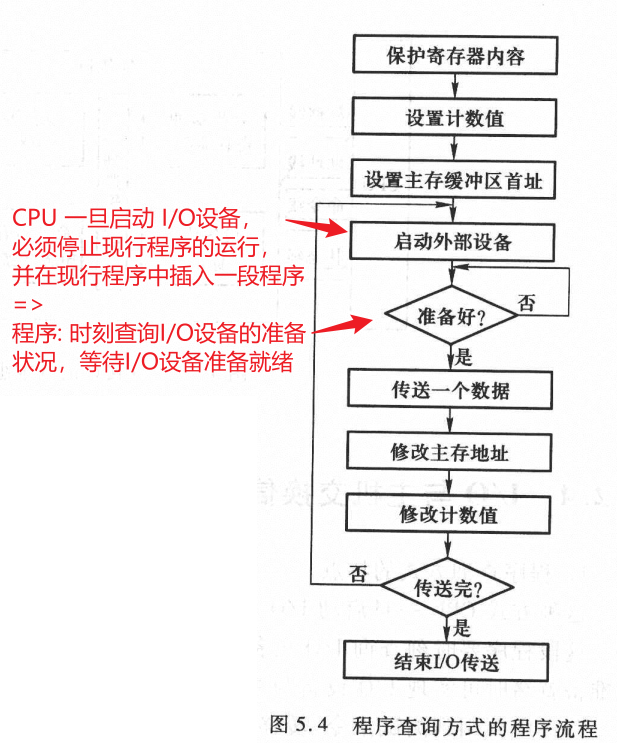 保护寄存器内容
设置计数值
设置主存缓冲区首址
CPU 一旦启动 I/O设备，
必须停止现行程序的运行，
并在现行程序中插入一段程序
=>
程序: 时刻查询I/O设备的准备
状况，等待I/O设备准备就绪
启动外部设备
准备好?
否
是
传送一个数据
修改主存地址
修改计数值
传送完?
否
是
结束I/O传送
图 5.4 程序查询方式的程序流程